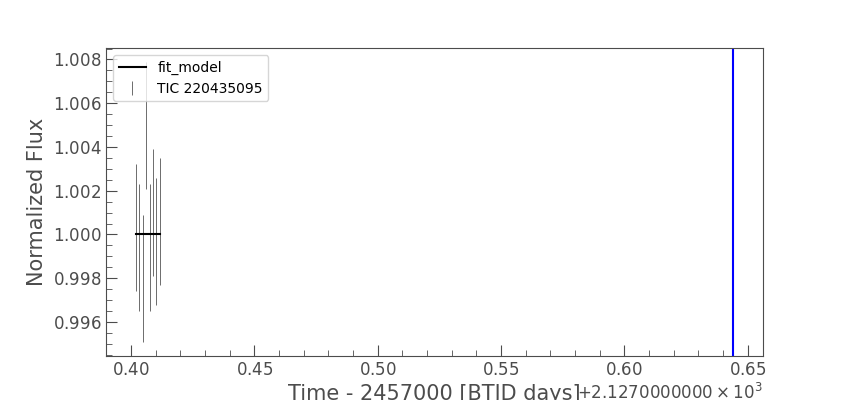 1.008
1.006
1.004
1.002
1.000
0.998
0.996
Normalized Flux
fit_model
TIC 220435095
0.40 0.45 0.50 0.55 0.60 0.65
Time - 2457000 [BTJD days]
+2.1270000000 × 10³